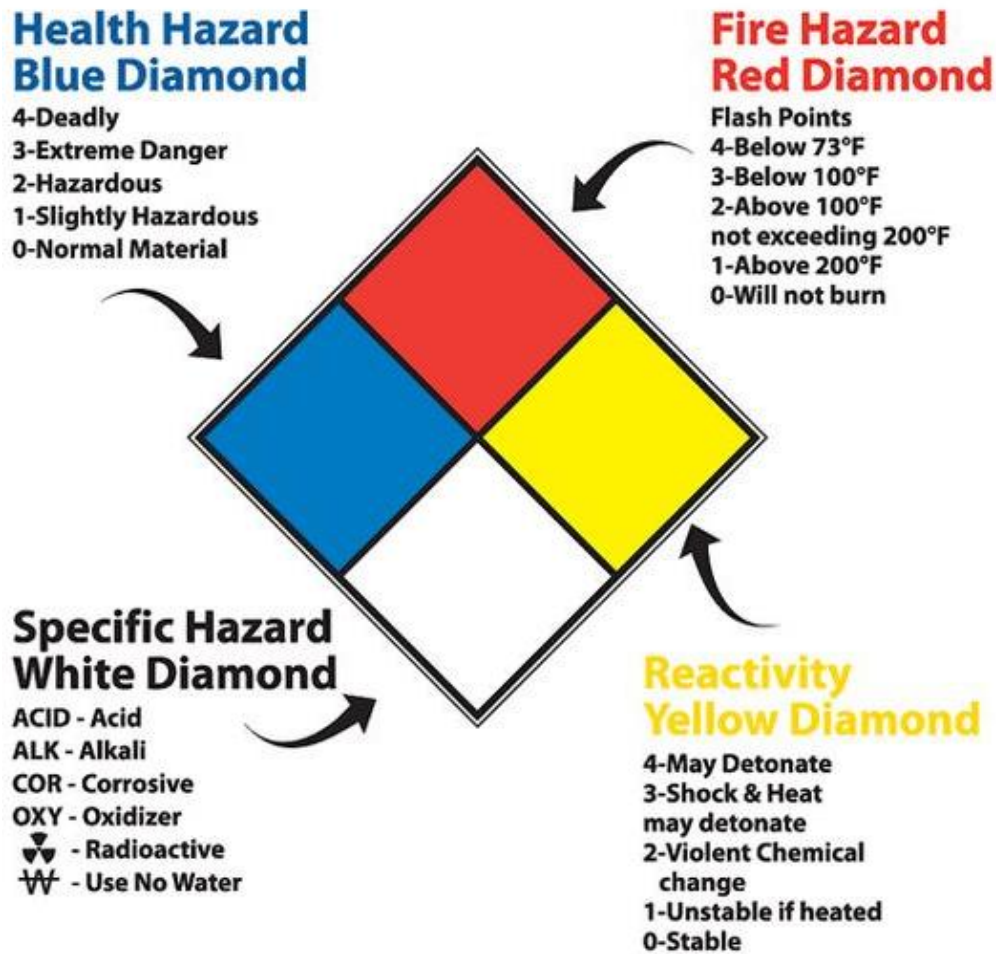 Health Hazard
Blue Diamond
4-Deadly
3-Extreme Danger
2-Hazardous
1-Slightly Hazardous
0-Normal Material
Fire Hazard
Red Diamond
Flash Points
4-Below 73°F
3-Below 100°F
2-Above 100°F
not exceeding 200°F
1-Above 200°F
0-Will not burn
Specific Hazard
White Diamond
ACID - Acid
ALK - Alkali
COR - Corrosive
OXY - Oxidizer
☢ - Radioactive
W̶ - Use No Water
Reactivity
Yellow Diamond
4-May Detonate
3-Shock & Heat
may detonate
2-Violent Chemical
change
1-Unstable if heated
0-Stable